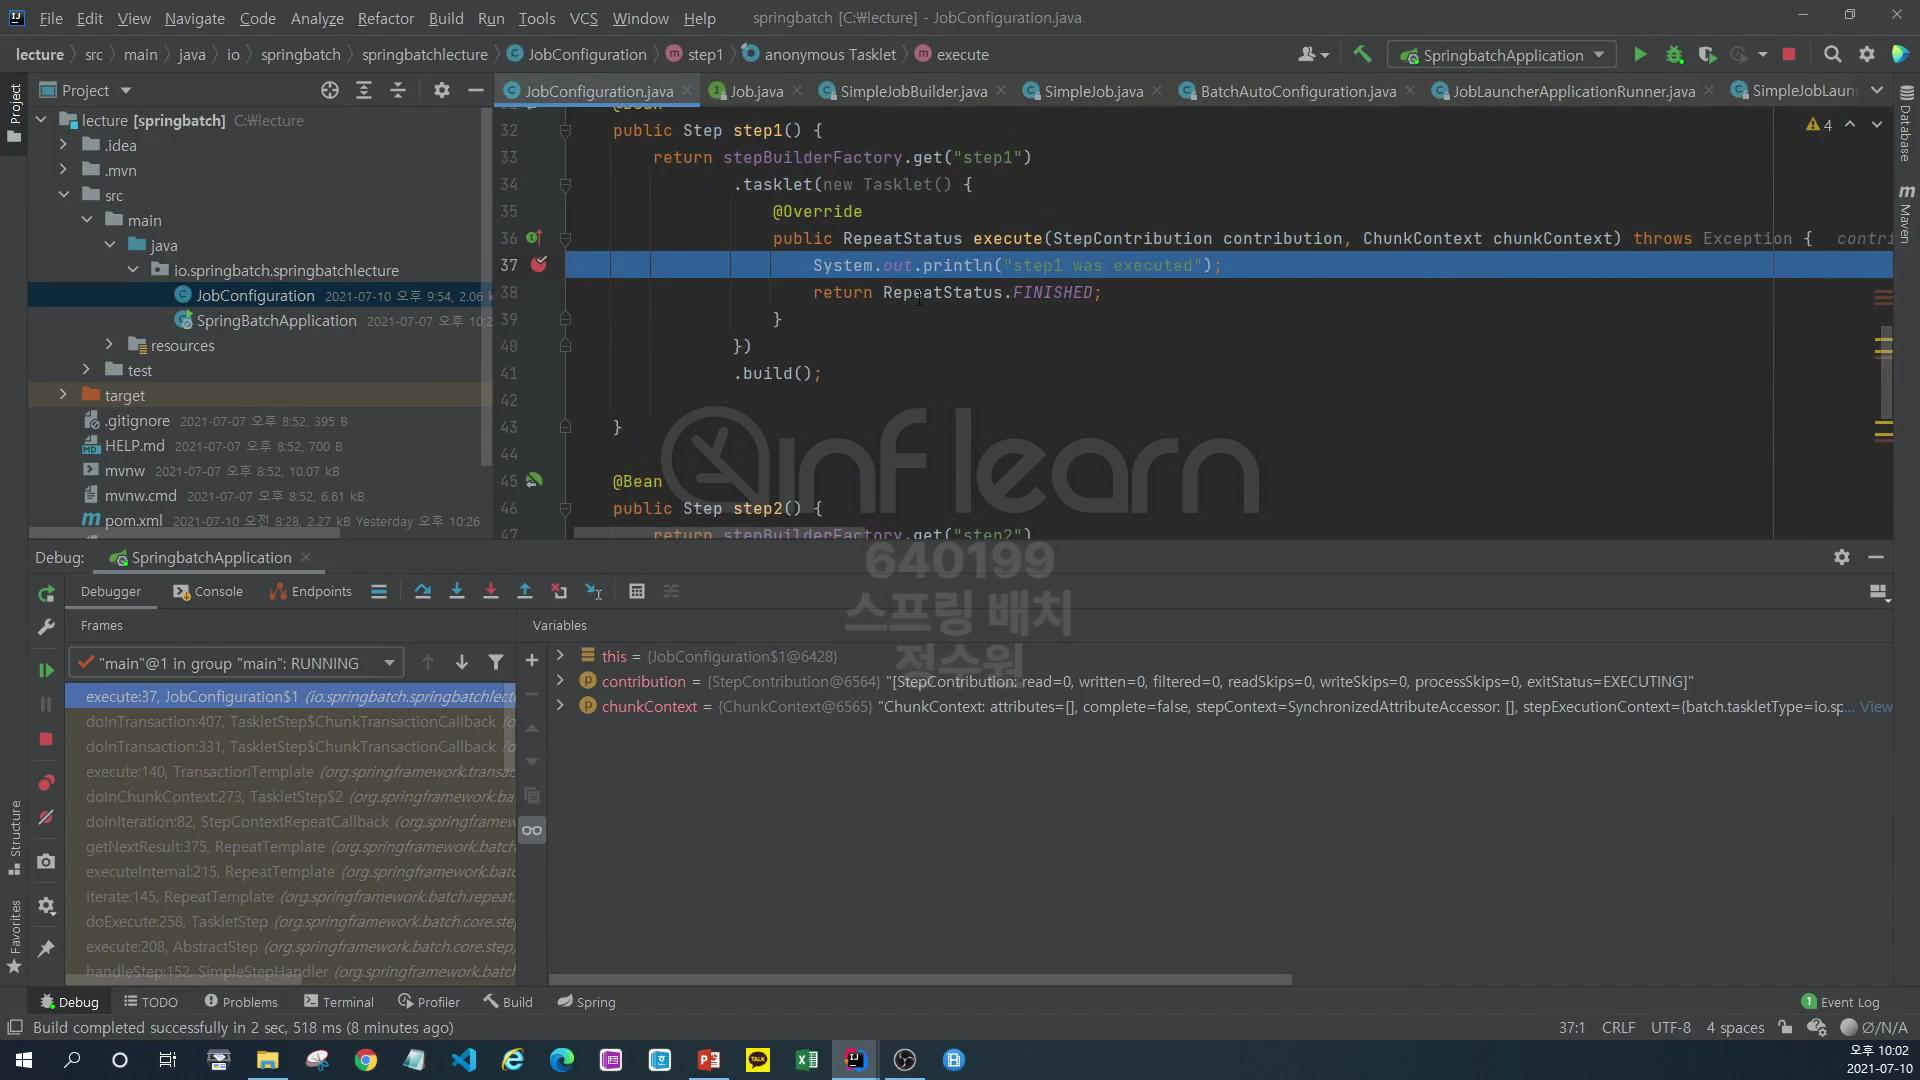 File Edit View Navigate Code Analyze Refactor Build Run Tools VCS Window Help springbatch [C:₩lecture] - JobConfiguration.java
lecture src main java io springbatch springbatchlecture JobConfiguration step1 anonymous Tasklet execute SpringbatchApplication
Project JobConfiguration.java Job.java SimpleJobBuilder.java SimpleJob.java BatchAutoConfiguration.java JobLauncherApplicationRunner.java SimpleJobLaun
Project
lecture [springbatch] C:₩lecture
.idea
.mvn
src
main
java
io.springbatch.springbatchlecture
JobConfiguration 2021-07-10 오후 9:54, 2.06 k
SpringBatchApplication 2021-07-07 오후 10:2
resources
test
target
.gitignore 2021-07-07 오후 8:52, 395 B
HELP.md 2021-07-07 오후 8:52, 700 B
mvnw 2021-07-07 오후 8:52, 10.07 kB
mvnw.cmd 2021-07-07 오후 8:52, 6.61 kB
pom.xml 2021-07-10 오전 8:28, 2.27 kB Yesterday 오후 10:26
@Bean
32 public Step step1() {
33 return stepBuilderFactory.get("step1")
34 .tasklet(new Tasklet() {
35 @Override
36 public RepeatStatus execute(StepContribution contribution, ChunkContext chunkContext) throws Exception { contri
37 System.out.println("step1 was executed");
38 return RepeatStatus.FINISHED;
39 }
40 })
41 .build();
42
43 }
44
45 @Bean
46 public Step step2() {
47 return stepBuilderFactory.get("step2")
4
Database
Maven
inflearn
640199
스프링 배치
정수원
Debug: SpringbatchApplication
Debugger Console Endpoints
Frames
Variables
"main"@1 in group "main": RUNNING
execute:37, JobConfiguration$1 (io.springbatch.springbatchlect
doInTransaction:407, TaskletStep$ChunkTransactionCallback (o
doInTransaction:331, TaskletStep$ChunkTransactionCallback (o
execute:140, TransactionTemplate (org.springframework.transac
doInChunkContext:273, TaskletStep$2 (org.springframework.ba
doInIteration:82, StepContextRepeatCallback (org.springframew
getNextResult:375, RepeatTemplate (org.springframework.batch
executeInternal:215, RepeatTemplate (org.springframework.batc
iterate:145, RepeatTemplate (org.springframework.batch.repeat.
doExecute:258, TaskletStep (org.springframework.batch.core.ste
execute:208, AbstractStep (org.springframework.batch.core.step)
handleStep:152, SimpleStepHandler (org.springframework.batch
this = {JobConfiguration$1@6428}
contribution = {StepContribution@6564} "[StepContribution: read=0, written=0, filtered=0, readSkips=0, writeSkips=0, processSkips=0, exitStatus=EXECUTING]"
chunkContext = {ChunkContext@6565} "ChunkContext: attributes=[], complete=false, stepContext=SynchronizedAttributeAccessor: [], stepExecutionContext={batch.taskletType=io.sp... View
Structure
Favorites
Debug TODO Problems Terminal Profiler Build Spring 1 Event Log
Build completed successfully in 2 sec, 518 ms (8 minutes ago) 37:1 CRLF UTF-8 4 spaces Ø/N/A
TALK
오후 10:02
2021-07-10